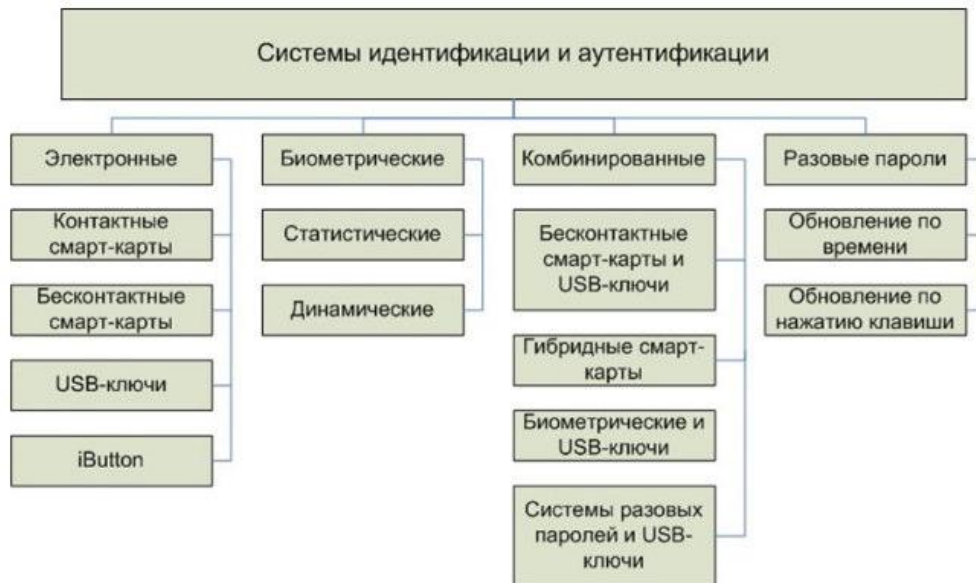 Системы идентификации и аутентификации
Электронные
Контактные
смарт-карты
Бесконтактные
смарт-карты
USB-ключи
iButton
Биометрические
Статистические
Динамические
Комбинированные
Бесконтактные
смарт-карты и
USB-ключи
Гибридные смарт-
карты
Биометрические и
USB-ключи
Системы разовых
паролей и USB-
ключи
Разовые пароли
Обновление по
времени
Обновление по
нажатию клавиши